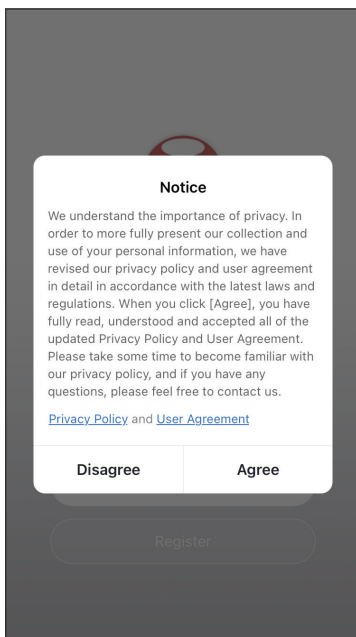 Notice
We understand the importance of privacy. In
order to more fully present our collection and
use of your personal information, we have
revised our privacy policy and user agreement
in detail in accordance with the latest laws and
regulations. When you click [Agree], you have
fully read, understood and accepted all of the
updated Privacy Policy and User Agreement.
Please take some time to become familiar with
our privacy policy, and if you have any
questions, please feel free to contact us.
Privacy Policy and User Agreement
Disagree Agree
Register